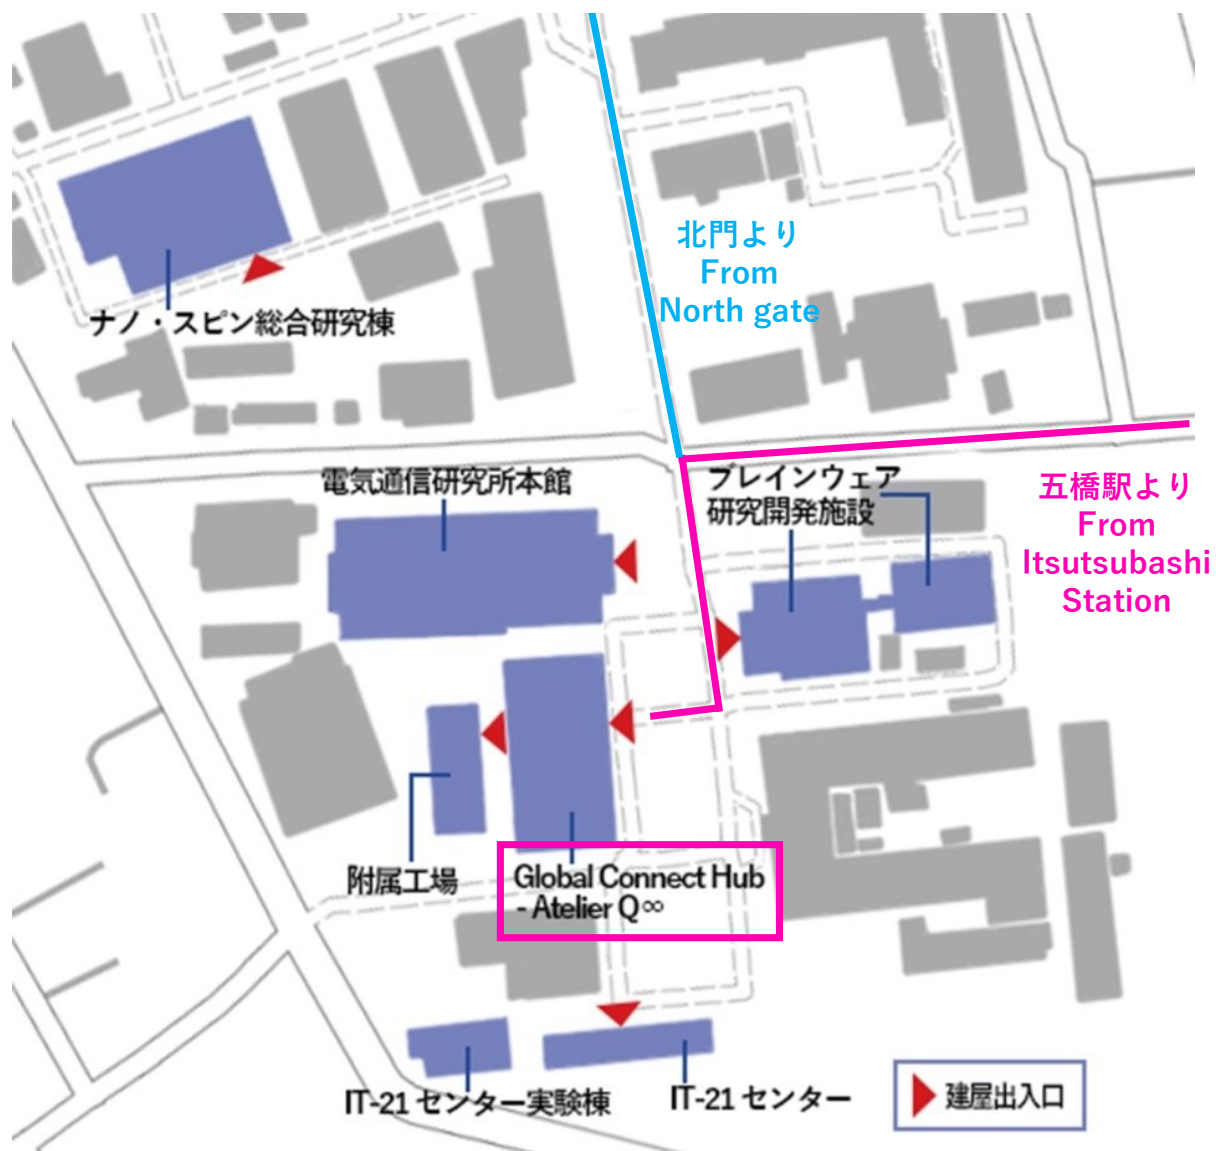 北門より
From
North gate
ナノ・スピン総合研究棟
電気通信研究所本館
ブレインウェア
研究開発施設
五橋駅より
From
Itsutsubashi
Station
附属工場
Global Connect Hub
- Atelier Q∞
IT-21 センター実験棟
IT-21 センター
建屋出入口